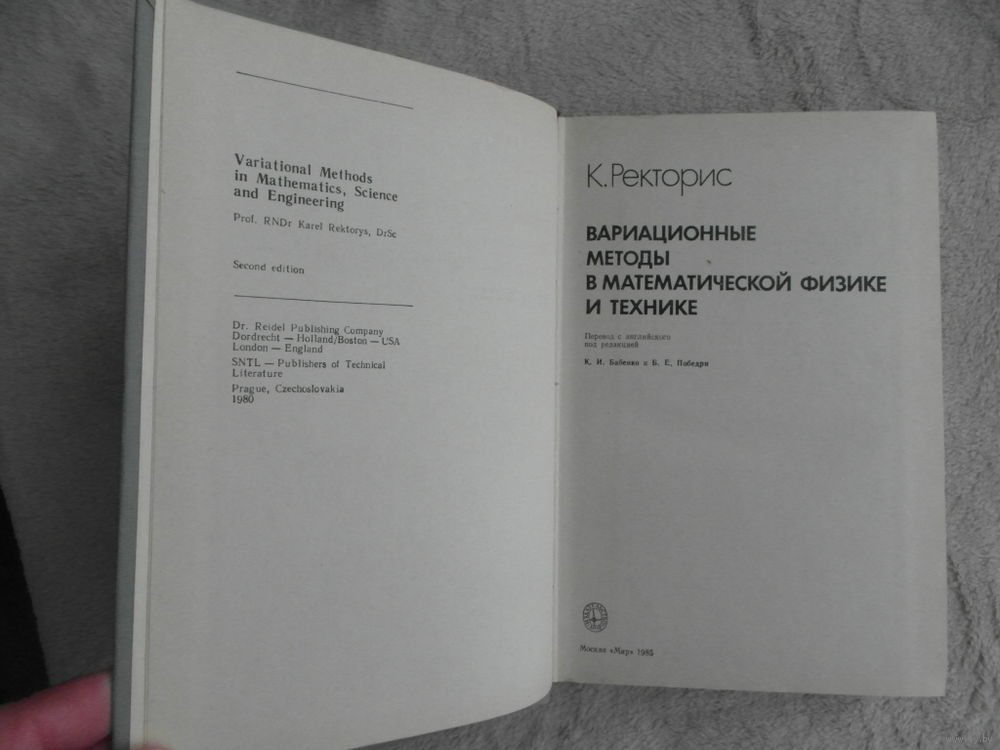 Variational Methods
in Mathematics, Science
and Engineering
Prof. RNDr Karel Rektorys, DrSc
Second edition
Dr. Reidel Publishing Company
Dordrecht — Holland/Boston — USA
London — England
SNTL — Publishers of Technical
Literature
Prague, Czechoslovakia
1980
К. Ректорис
ВАРИАЦИОННЫЕ
МЕТОДЫ
В МАТЕМАТИЧЕСКОЙ ФИЗИКЕ
И ТЕХНИКЕ
Перевод с английского
под редакцией
К. И. Бабенко и Б. Е. Победри
Москва «Мир» 1985